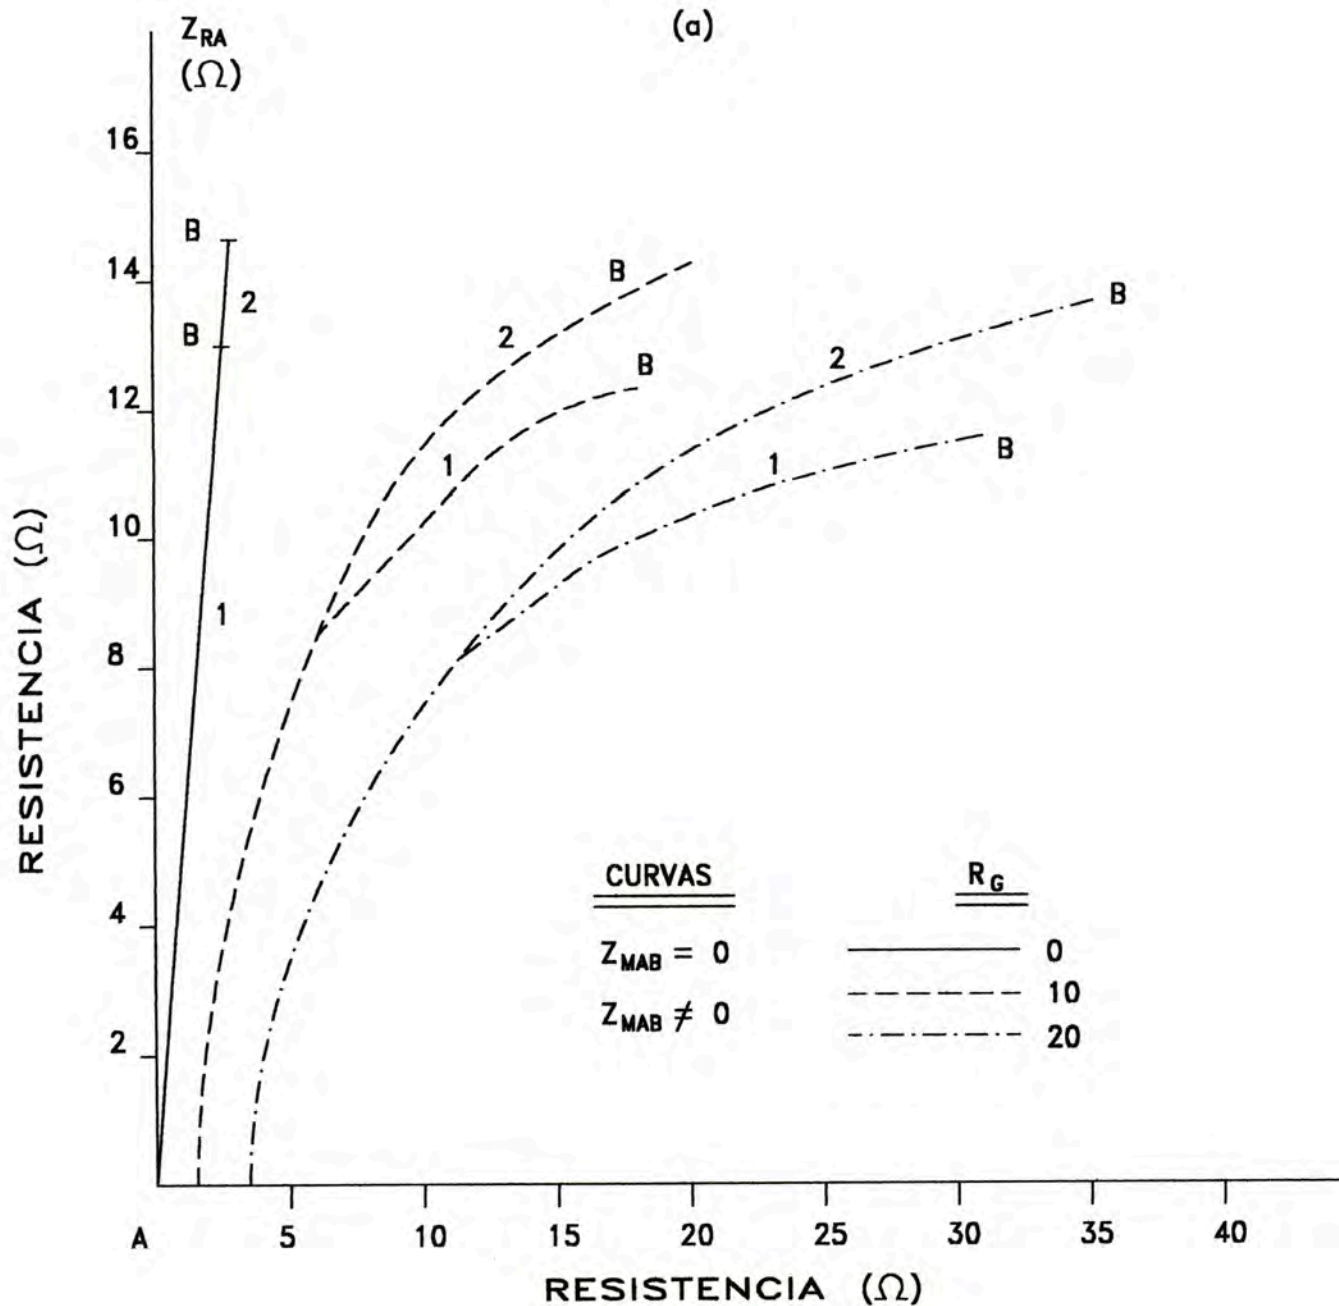 (a)
Z_RA
(Ω)
16
14
12
10
8
6
4
2
B
2
B
1
B
2
B
1
B
2
B
1
RESISTENCIA (Ω)
CURVAS
Z_MAB = 0
Z_MAB ≠ 0
R_G
0
10
20
A 5 10 15 20 25 30 35 40
RESISTENCIA (Ω)